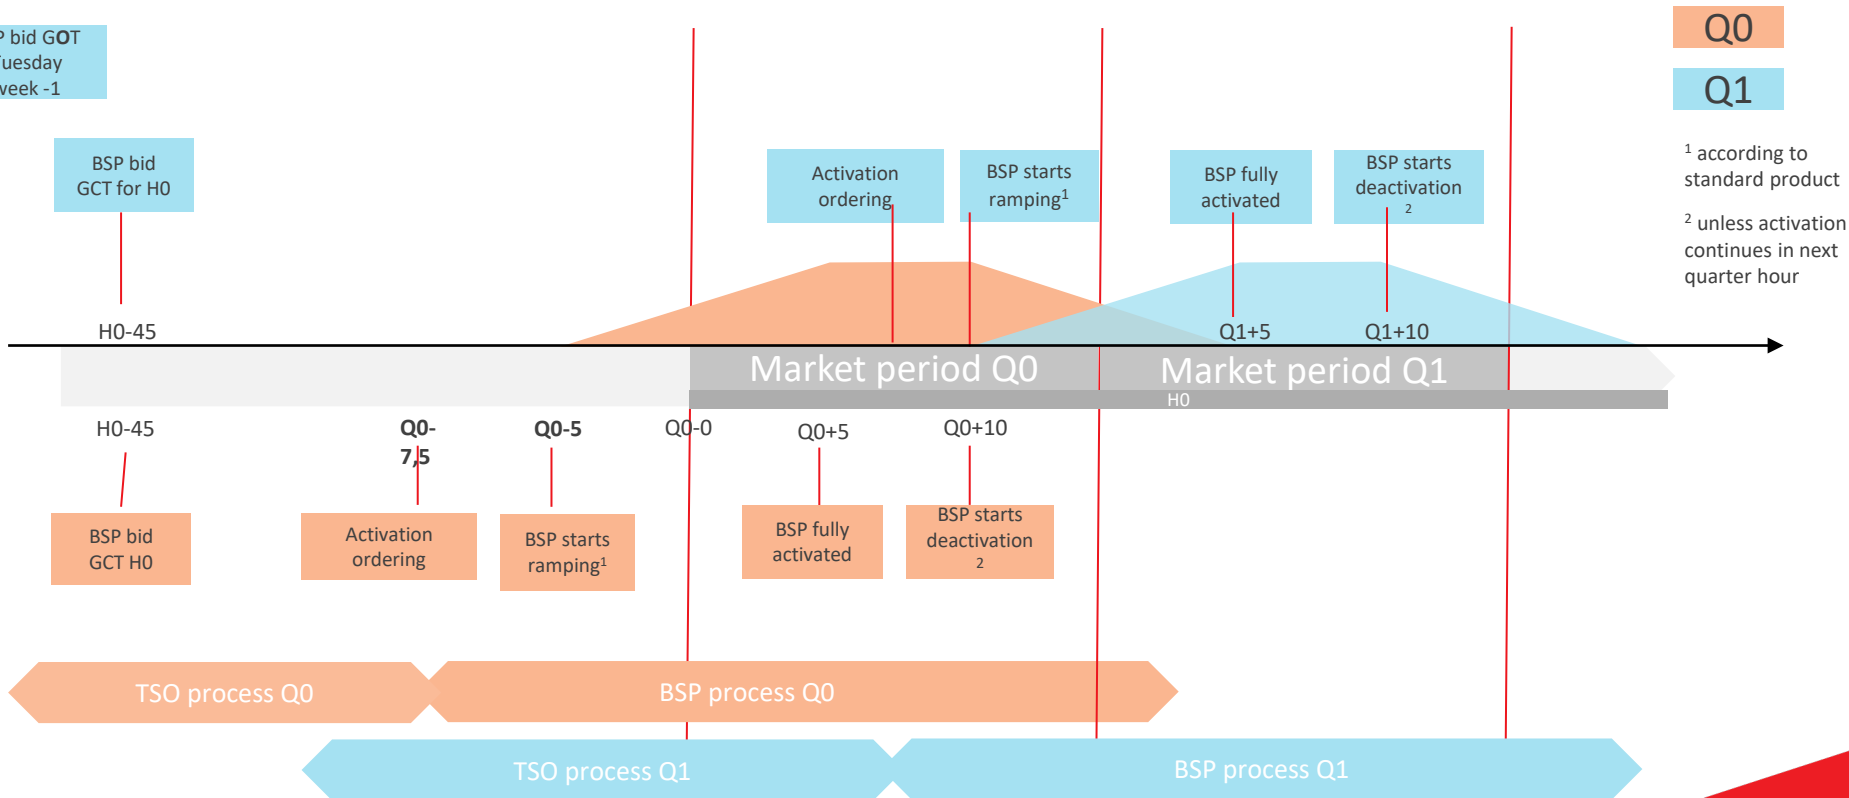 bid GOT
week -1
Q0
Q1
1 according to
standard product
2 unless activation
continues in next
quarter hour
BSP bid
GCT for H0
Activation
ordering
BSP starts
ramping1
BSP fully
activated
BSP starts
deactivation
2
H0-45
Q1+5
Q1+10
Market period Q0
Market period Q1
H0
H0-45
Q0-
7,5
Q0-5
Q0-0
Q0+5
Q0+10
BSP bid
GCT H0
Activation
ordering
BSP starts
ramping1
BSP fully
activated
BSP starts
deactivation
2
TSO process Q0
BSP process Q0
TSO process Q1
BSP process Q1